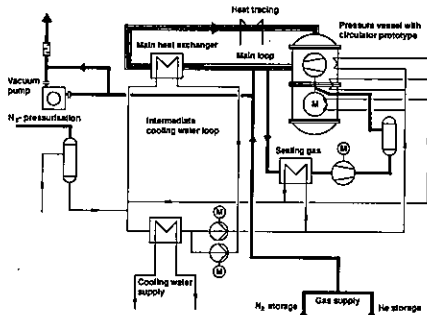 Heat tracing
Pressure vessel with
circulator prototype
Main heat exchanger
Main loop
Vacuum
pump
M
N₂- pressurisation
Intermediate
cooling water loop
Sealing gas
M
M
M
Cooling water
supply
Gas supply
N₂ storage
He storage